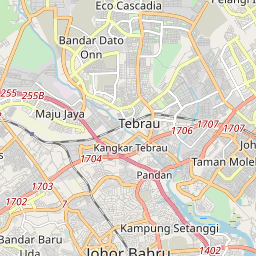 Eco Cascadia
Pelangi I
Bandar Dato
Onn
255
255B
Maju Jaya
Tebrau
1707
1706
1707
Kangkar Tebrau
Joh
1704
Taman Molek
Pandan
1703
1703
1702
Kampung Setanggi
Bandar Baru
Uda
Johor Bahru
1402